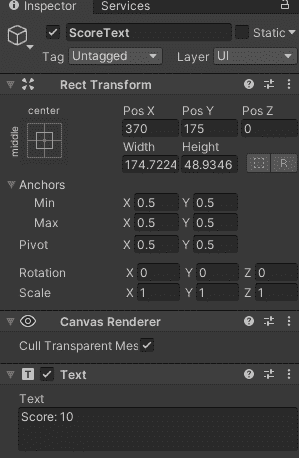 Inspector Services
ScoreText Static
Tag Untagged Layer UI
Rect Transform
center Pos X Pos Y Pos Z
middle 370 175 0
Width Height
174.7224 48.9346 R
Anchors
Min X 0.5 Y 0.5
Max X 0.5 Y 0.5
Pivot X 0.5 Y 0.5
Rotation X 0 Y 0 Z 0
Scale X 1 Y 1 Z 1
Canvas Renderer
Cull Transparent Mes
T Text
Text
Score: 10